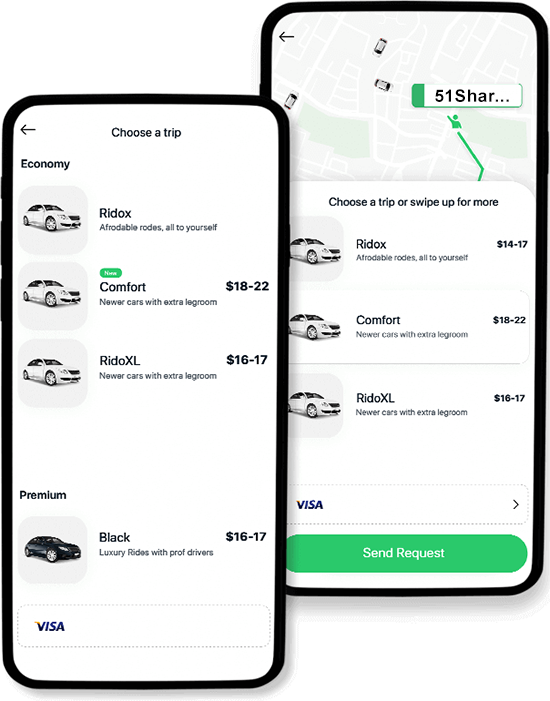 Choose a trip
Economy
Ridox
Afrodable rodes, all to yourself
New
Comfort
$18-22
Newer cars with extra legroom
RidoXL
$16-17
Newer cars with extra legroom
Premium
Black
$16-17
Luxury Rides with prof drivers
VISA
51Shar...
Choose a trip or swipe up for more
Ridox
$14-17
Afrodable rodes, all to yourself
Comfort
$18-22
Newer cars with extra legroom
RidoXL
$16-17
Newer cars with extra legroom
VISA
Send Request